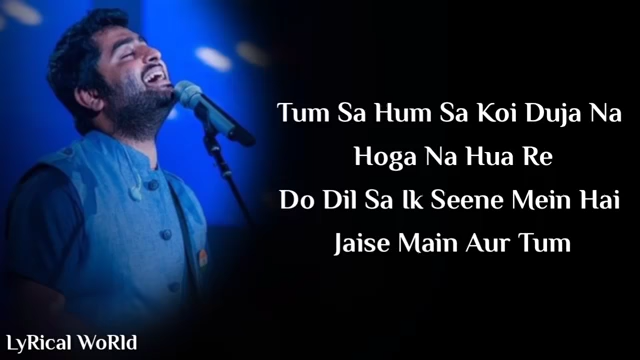 Tum Sa Hum Sa Koi Duja Na
Hoga Na Hua Re
Do Dil Sa Ik Seene Mein Hai
Jaise Main Aur Tum
LyRical WoRld